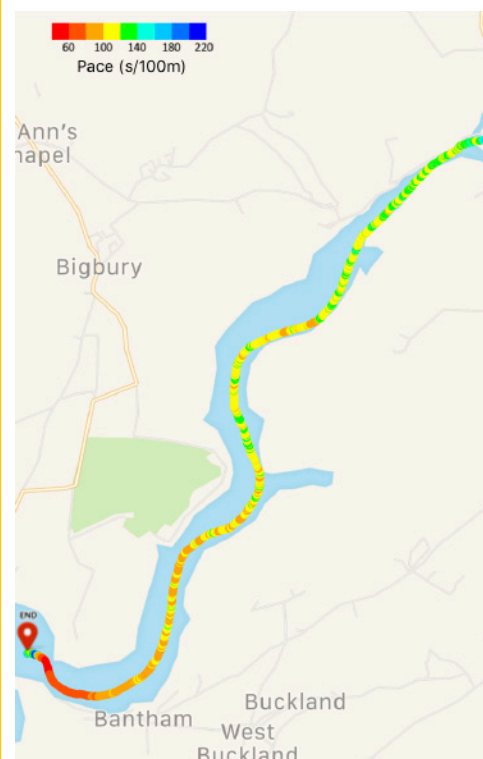 60 100 140 180 220
Pace (s/100m)
Ann's
hapel
Bigbury
END
Buckland
Bantham
West
Buckland